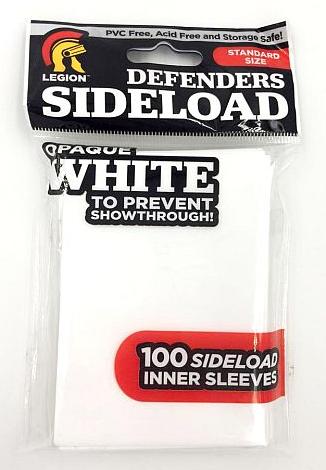 PVC Free, Acid Free and Storage Safe!
LEGION™
STANDARD
SIZE
DEFENDERS
SIDELOAD
OPAQUE
WHITE
TO PREVENT
SHOWTHROUGH!
100 SIDELOAD
INNER SLEEVES